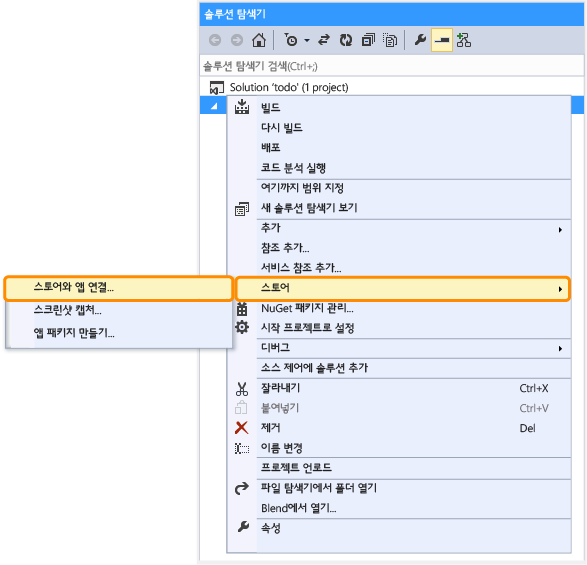 솔루션 탐색기
솔루션 탐색기 검색(Ctrl+;)
Solution 'todo' (1 project)
빌드
다시 빌드
배포
코드 분석 실행
여기까지 범위 지정
새 솔루션 탐색기 보기
추가
참조 추가...
서비스 참조 추가...
스토어
스토어와 앱 연결...
스크린샷 캡처...
앱 패키지 만들기...
NuGet 패키지 관리...
시작 프로젝트로 설정
디버그
소스 제어에 솔루션 추가
잘라내기 Ctrl+X
붙여넣기 Ctrl+V
제거 Del
이름 변경
프로젝트 언로드
파일 탐색기에서 폴더 열기
Blend에서 열기...
속성